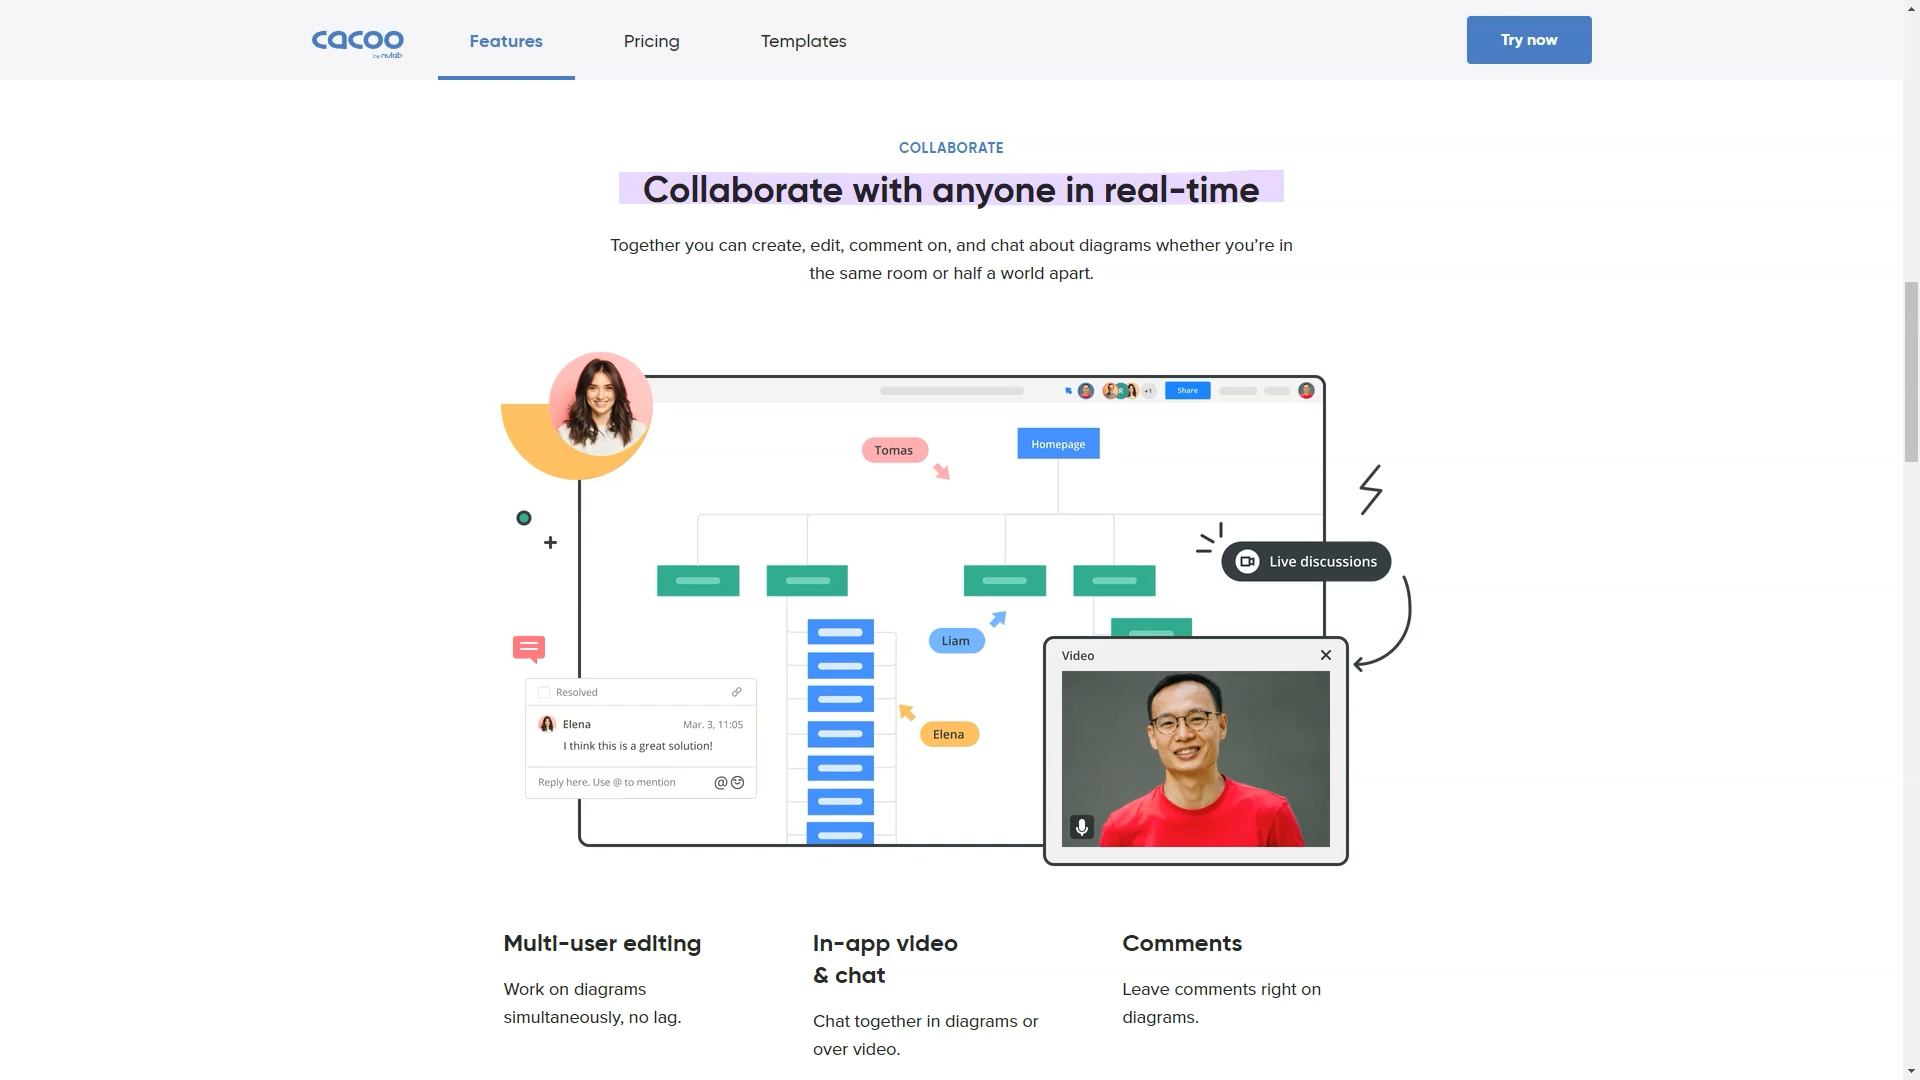 cacoo
by nulab
Features
Pricing
Templates
Try now
COLLABORATE
Collaborate with anyone in real-time
Together you can create, edit, comment on, and chat about diagrams whether you’re in
the same room or half a world apart.
+1
Share
Tomas
Homepage
Live discussions
Liam
Video
Resolved
Elena
Mar. 3, 11:05
I think this is a great solution!
Reply here. Use @ to mention
@
Elena
Multi-user editing
Work on diagrams
simultaneously, no lag.
In-app video
& chat
Chat together in diagrams or
over video.
Comments
Leave comments right on
diagrams.